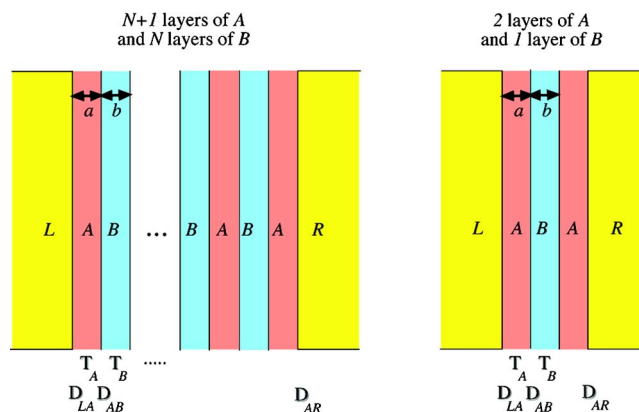 N+1 layers of A
and N layers of B
2 layers of A
and 1 layer of B
a b
a b
L A B ... B A B A R
L A B A R
T_A T_B .....
T_A T_B
D_LA D_AB D_AR
D_LA D_AB D_AR